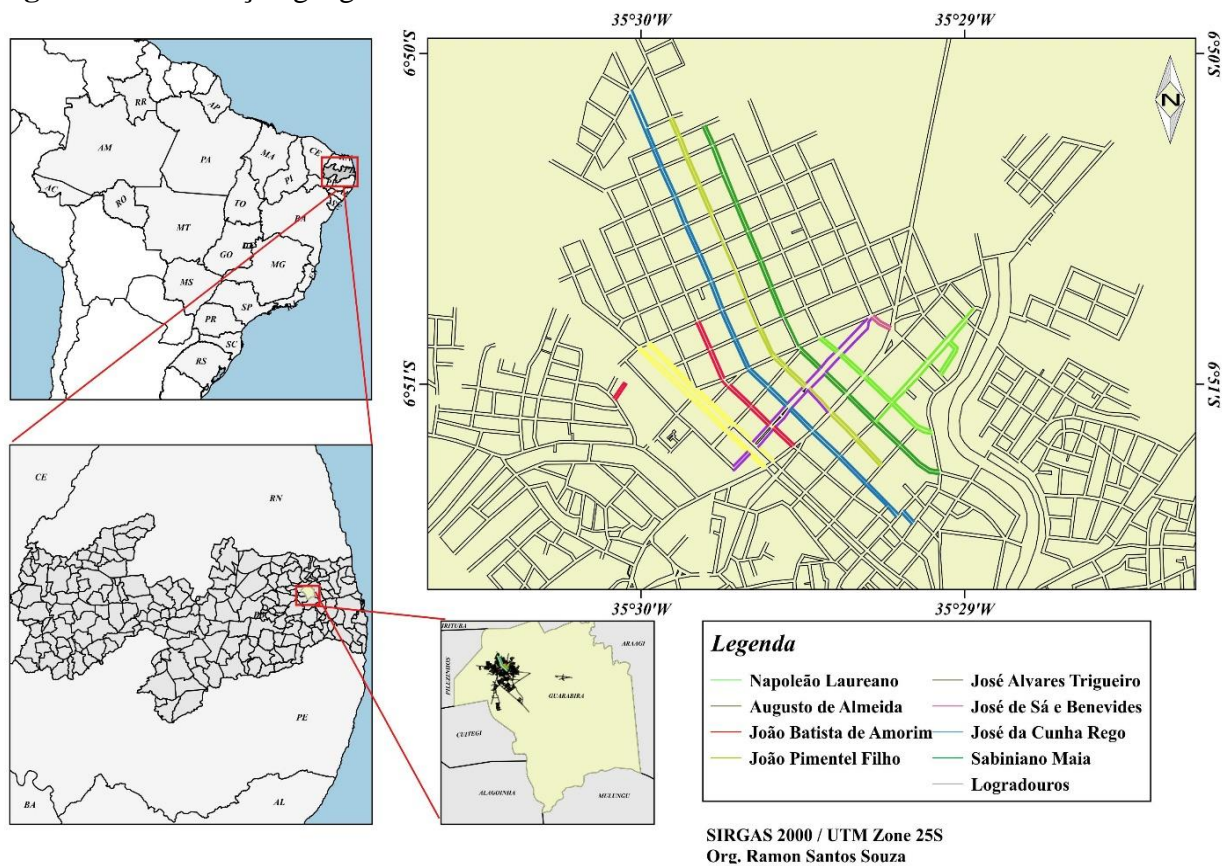 35°30'W
35°29'W
6°50'S
6°50'S
6°51'S
6°51'S
N
RR
AP
AM
PA
MA
CE
RN
PB
PI
AC
RO
TO
BA
MT
GO
MG
MS
SP
PR
SC
RS
CE
RN
PE
BA
AL
35°30'W
35°29'W
PILÕEZINHOS
ARAÇAGI
GUARABIRA
CUITEGI
ALAGOINHA
MULUNGU
Legenda
Napoleão Laureano
Augusto de Almeida
João Batista de Amorim
João Pimentel Filho
José Alvares Trigueiro
José de Sá e Benevides
José da Cunha Rego
Sabiniano Maia
Logradouros
SIRGAS 2000 / UTM Zone 25S
Org. Ramon Santos Souza